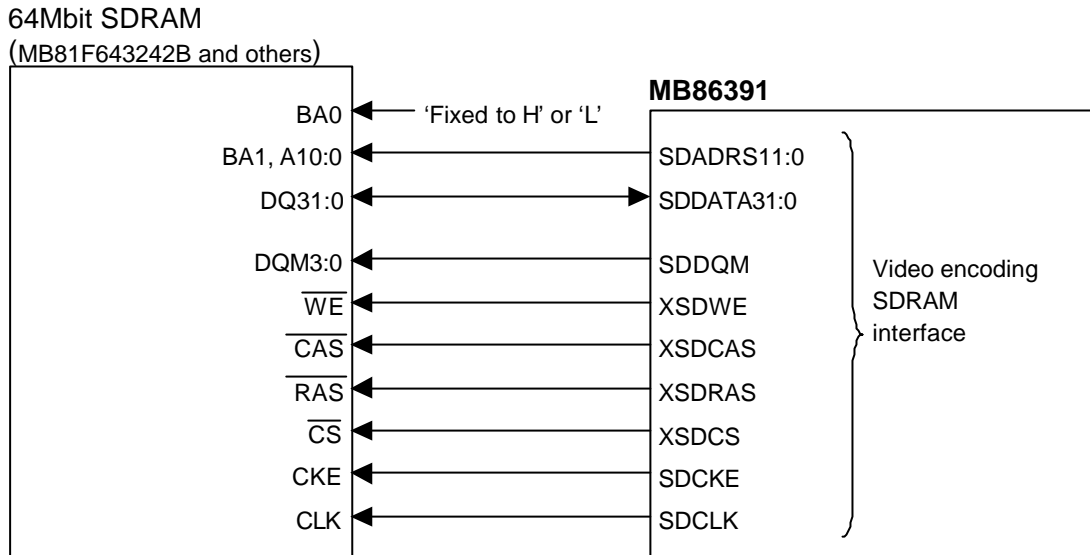 64Mbit SDRAM
(MB81F643242B and others)
MB86391
BA0
‘Fixed to H’ or ‘L’
BA1, A10:0
SDADRS11:0
DQ31:0
SDDATA31:0
DQM3:0
SDDQM
Video encoding
SDRAM
interface
WE
XSDWE
CAS
XSDCAS
RAS
XSDRAS
CS
XSDCS
CKE
SDCKE
CLK
SDCLK